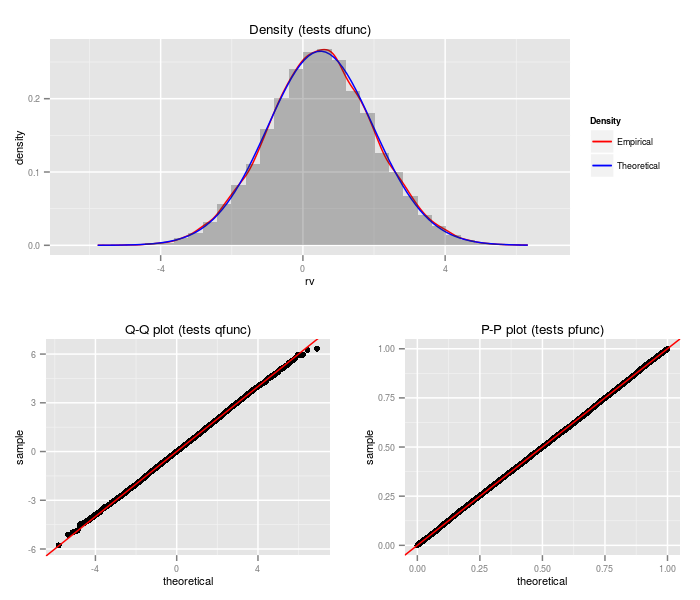 Density (tests dfunc)
density
0.2
0.1
0.0
-4
0
4
rv
Density
Empirical
Theoretical
Q-Q plot (tests qfunc)
sample
6
3
0
-3
-6
-4
0
4
theoretical
P-P plot (tests pfunc)
sample
1.00
0.75
0.50
0.25
0.00
0.00
0.25
0.50
0.75
1.00
theoretical